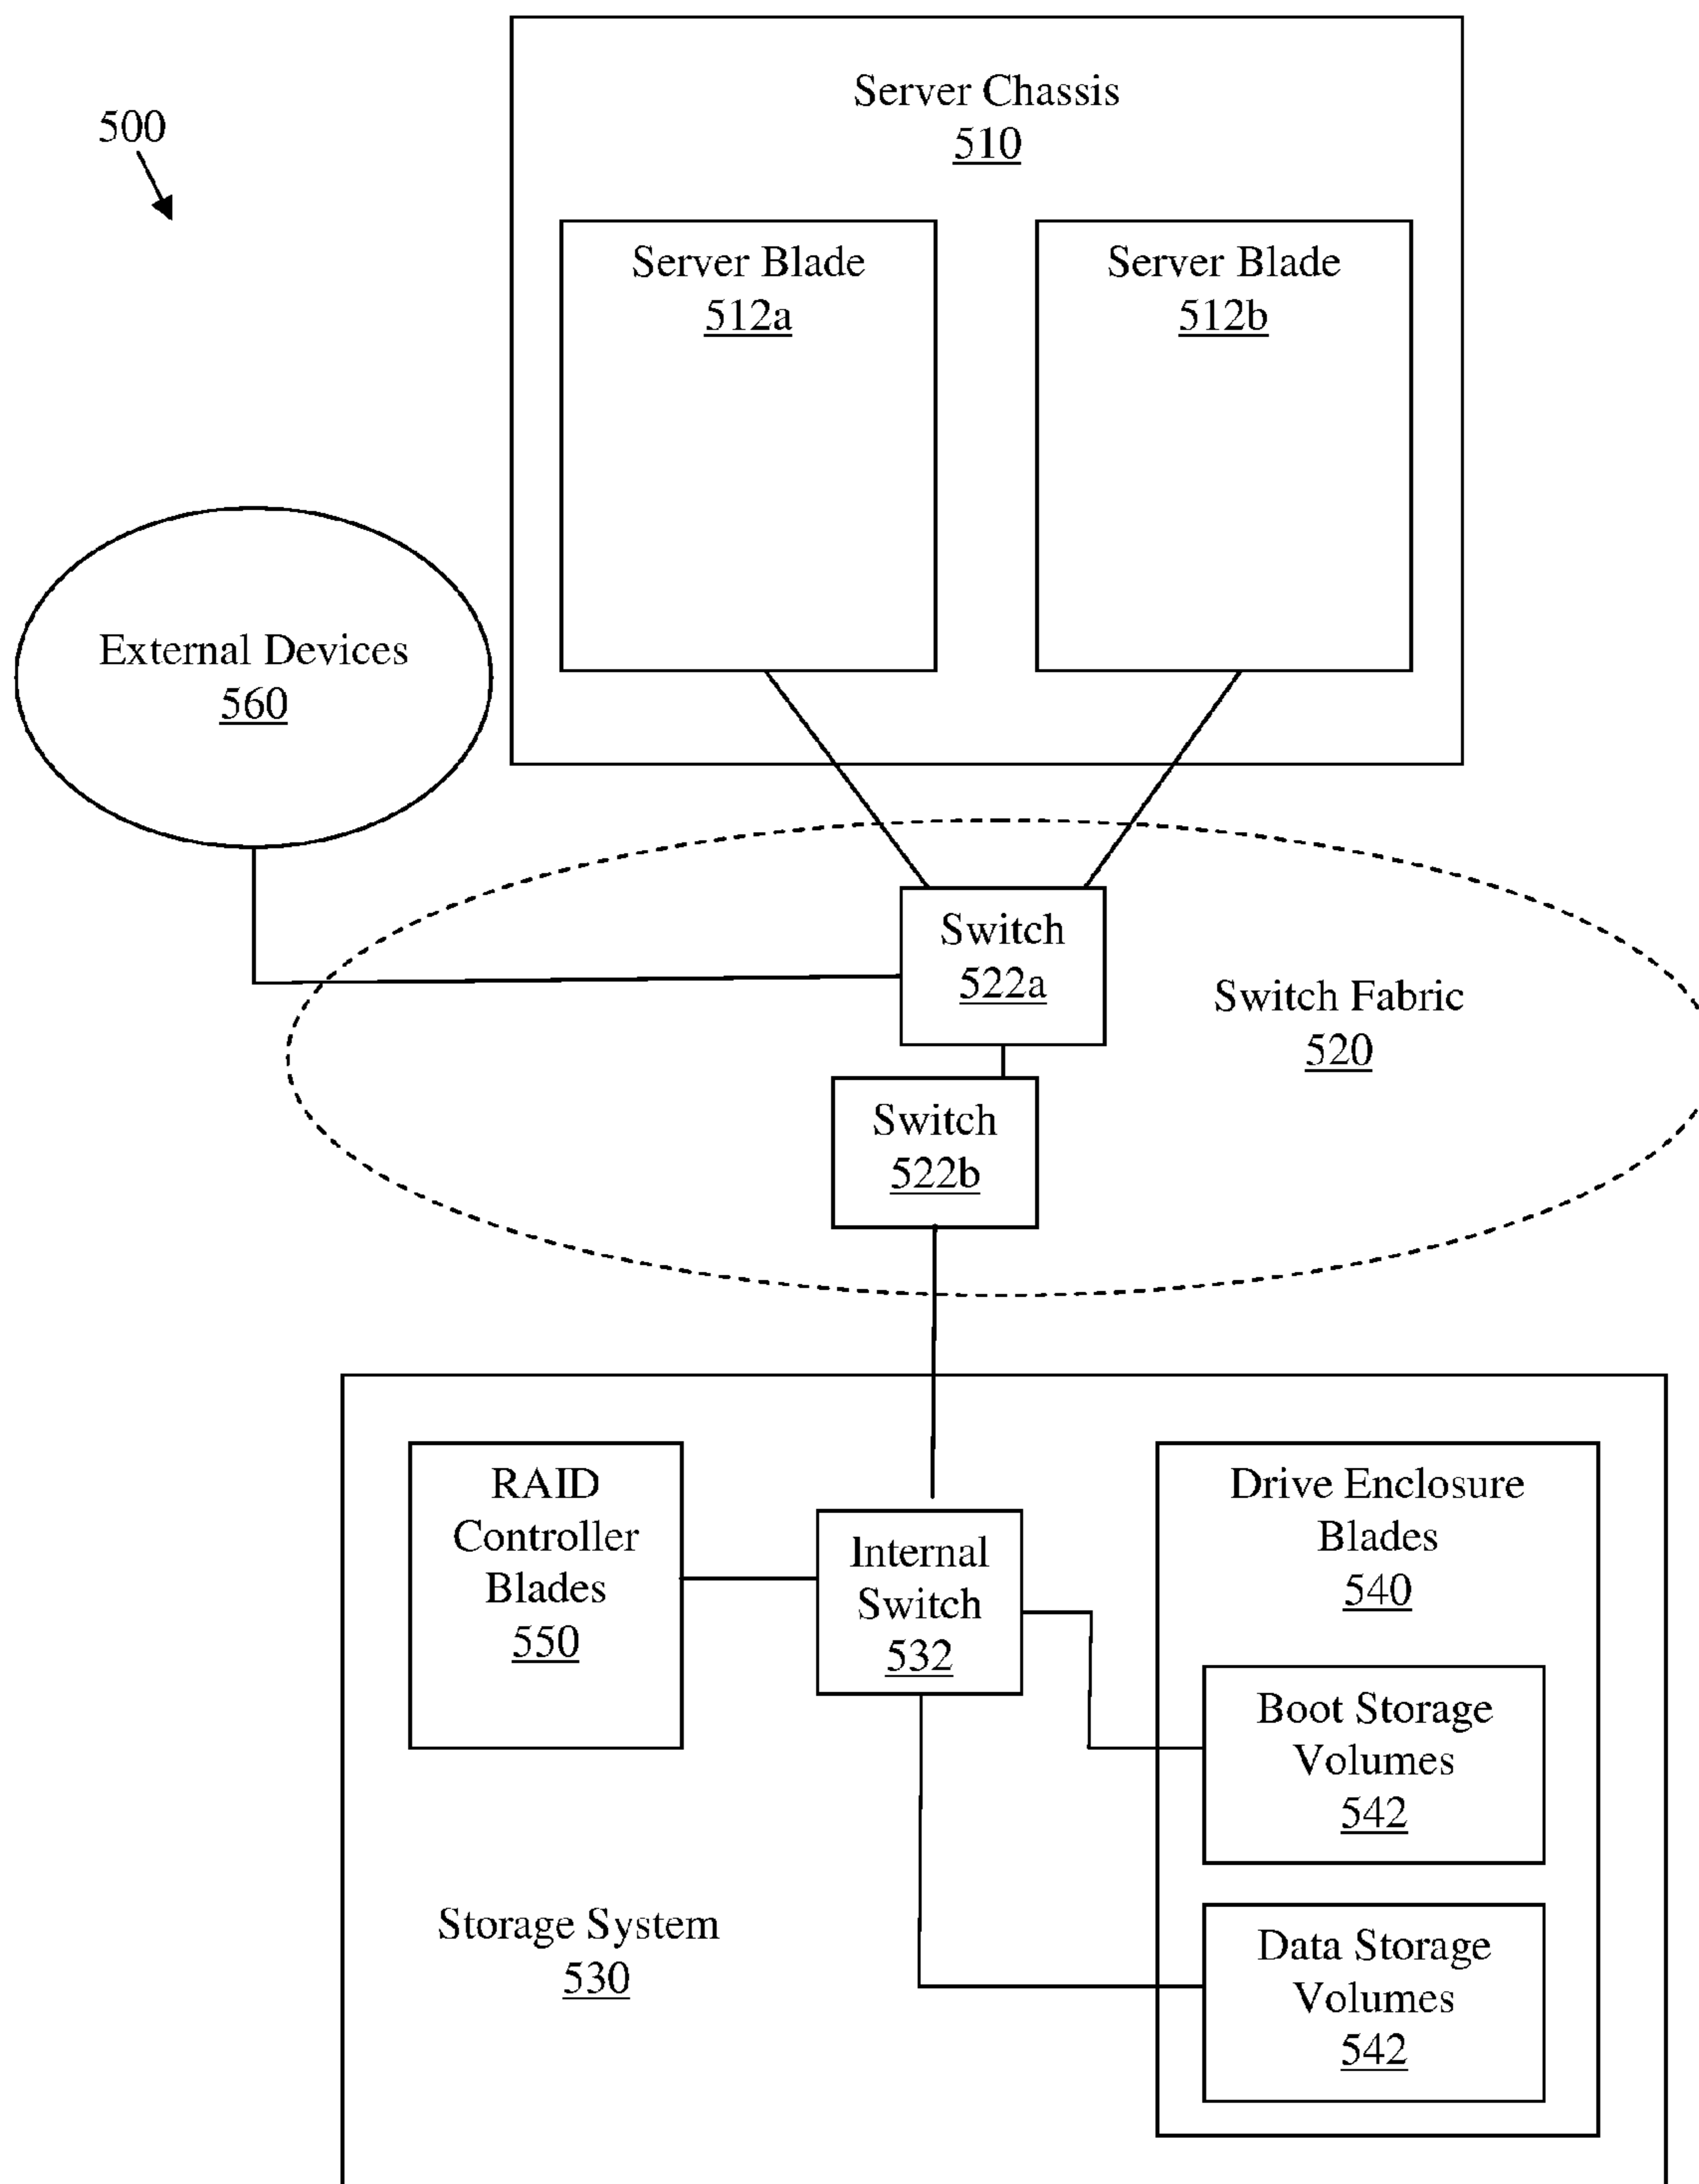 500
Server Chassis
510
Server Blade
512a
Server Blade
512b
External Devices
560
Switch
522a
Switch Fabric
520
Switch
522b
RAID
Controller
Blades
550
Internal
Switch
532
Drive Enclosure
Blades
540
Boot Storage
Volumes
542
Storage System
530
Data Storage
Volumes
542